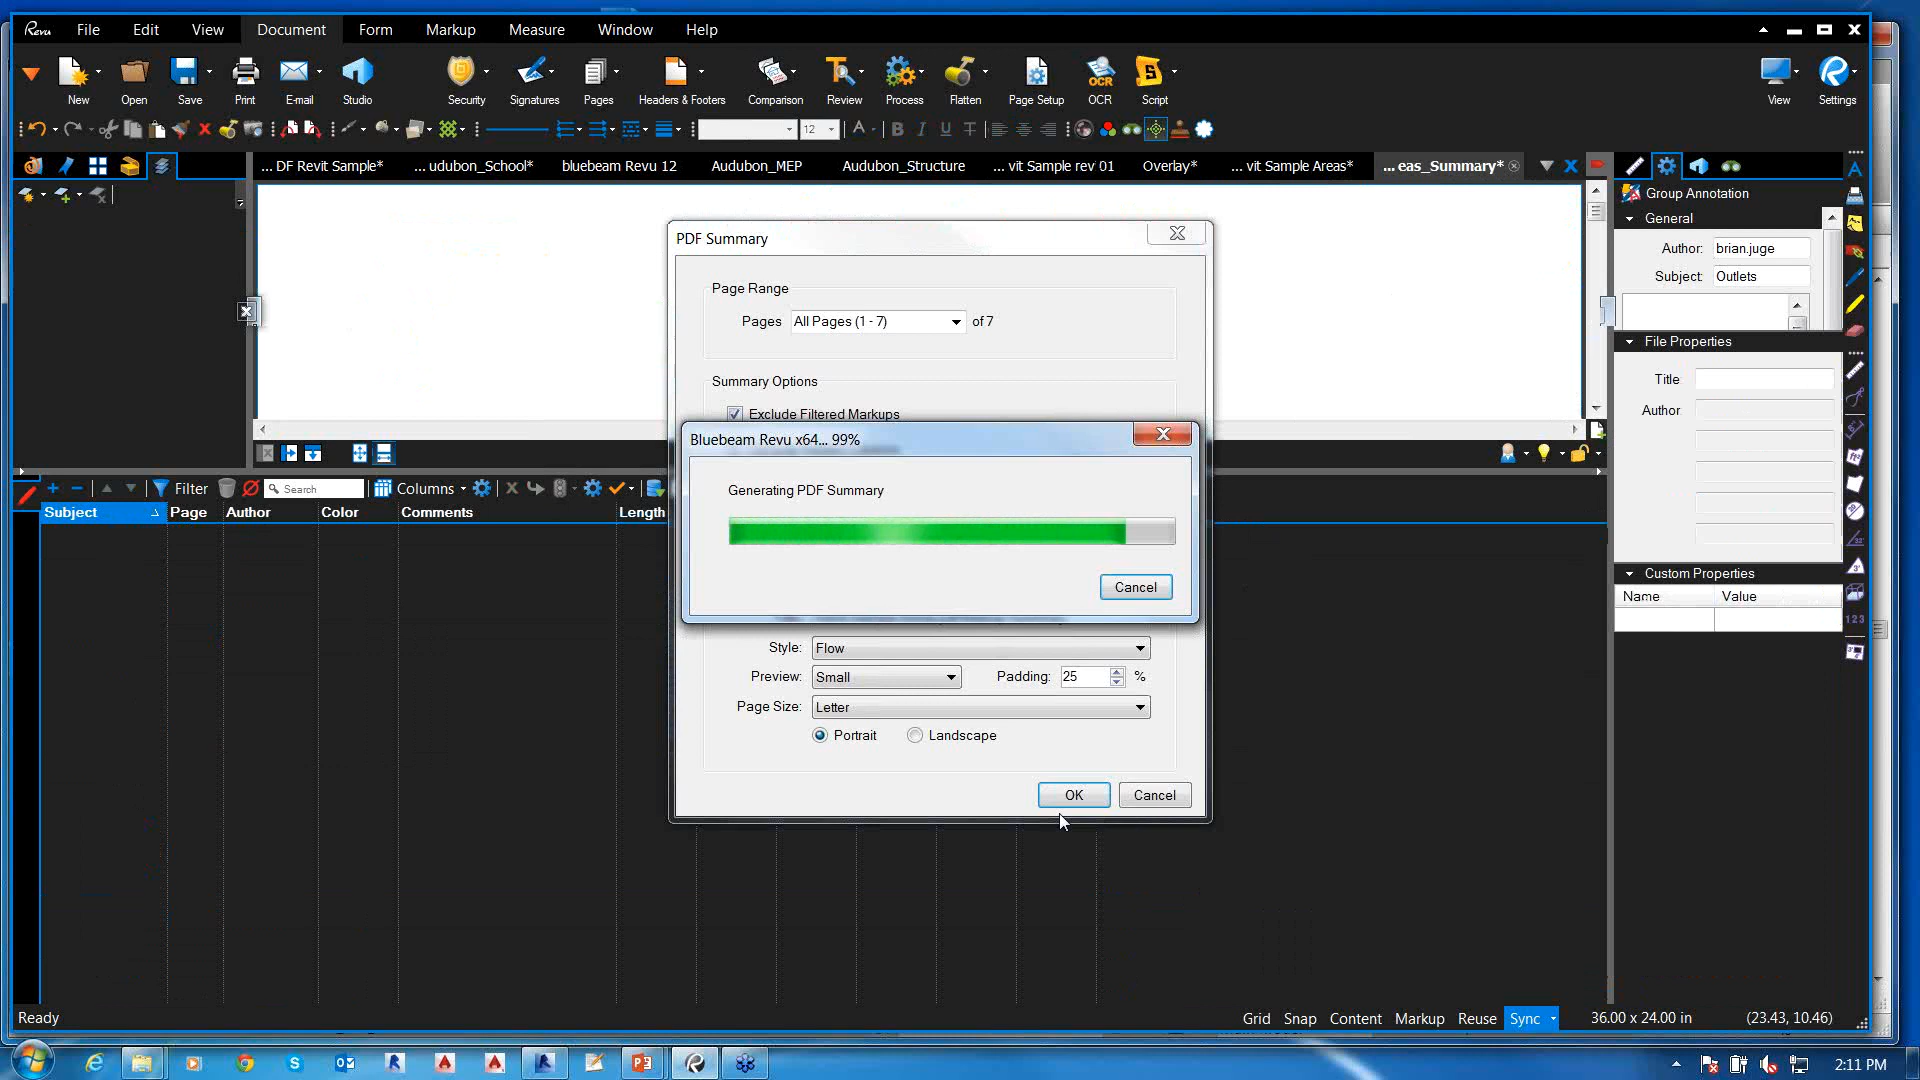 Revu File Edit View Document Form Markup Measure Window Help
New Open Save Print E-mail Studio Security Signatures Pages Headers & Footers Comparison Review Process Flatten Page Setup OCR Script View Settings
12
... DF Revit Sample* ... udubon_School* bluebeam Revu 12 Audubon_MEP Audubon_Structure ... vit Sample rev 01 Overlay* ... vit Sample Areas* ... eas_Summary*
Group Annotation
General
Author: brian.juge
Subject: Outlets
File Properties
Title
Author
Custom Properties
Name Value
PDF Summary
Page Range
Pages All Pages (1 - 7) of 7
Summary Options
Exclude Filtered Markups
Bluebeam Revu x64... 99%
Generating PDF Summary
Cancel
Style: Flow
Preview: Small Padding: 25 %
Page Size: Letter
Portrait Landscape
OK Cancel
Filter Search Columns
Subject Page Author Color Comments Length
Ready Grid Snap Content Markup Reuse Sync 36.00 x 24.00 in (23.43, 10.46)
2:11 PM